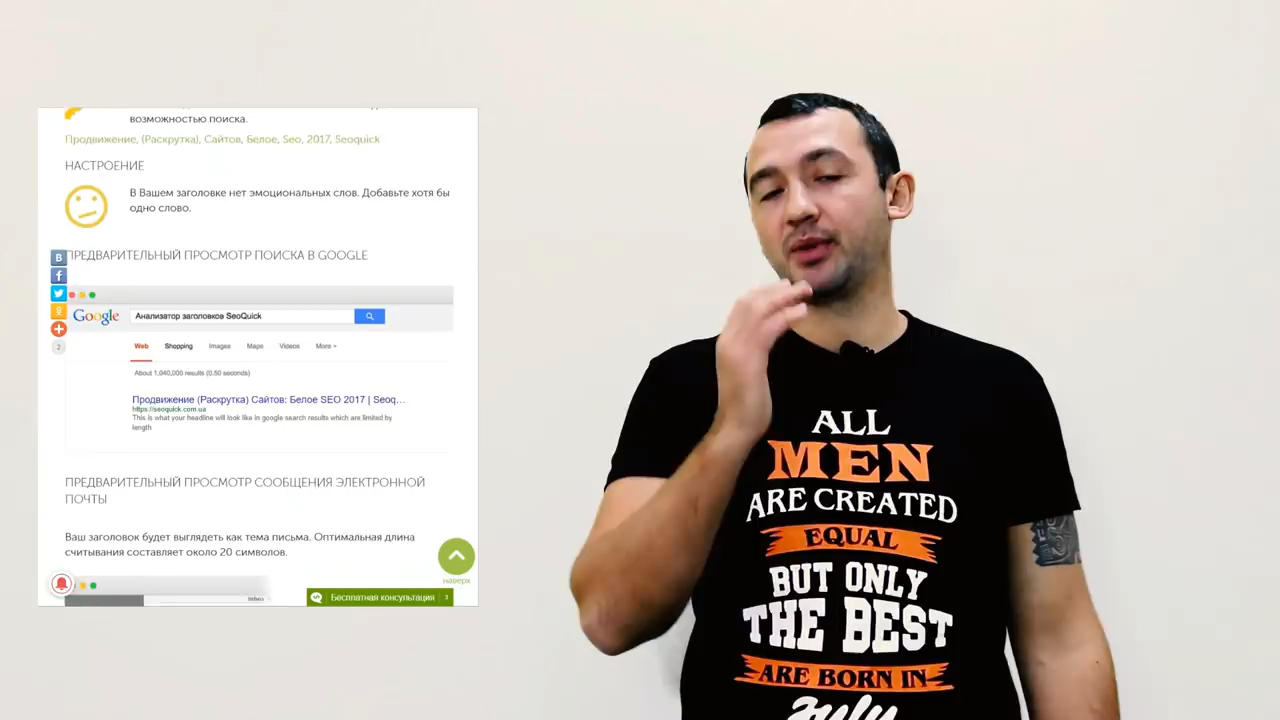 возможностью поиска.
Продвижение, (Раскрутка), Сайтов, Белое, Seo, 2017, Seoquick
НАСТРОЕНИЕ
В Вашем заголовке нет эмоциональных слов. Добавьте хотя бы
одно слово.
ПРЕДВАРИТЕЛЬНЫЙ ПРОСМОТР ПОИСКА В GOOGLE
Google
Анализатор заголовков SeoQuick
Web Shopping Images Maps Videos More
About 1,040,000 results (0.50 seconds)
Продвижение (Раскрутка) Сайтов: Белое SEO 2017 | Seoq...
https://seoquick.com.ua
This is what your headline will look like in google search results which are limited by
length
2
ПРЕДВАРИТЕЛЬНЫЙ ПРОСМОТР СООБЩЕНИЯ ЭЛЕКТРОННОЙ
ПОЧТЫ
Ваш заголовок будет выглядеть как тема письма. Оптимальная длина
считывания составляет около 20 символов.
наверх
Бесплатная консультация 3
ALL
MEN
ARE CREATED
EQUAL
BUT ONLY
THE BEST
ARE BORN IN
July